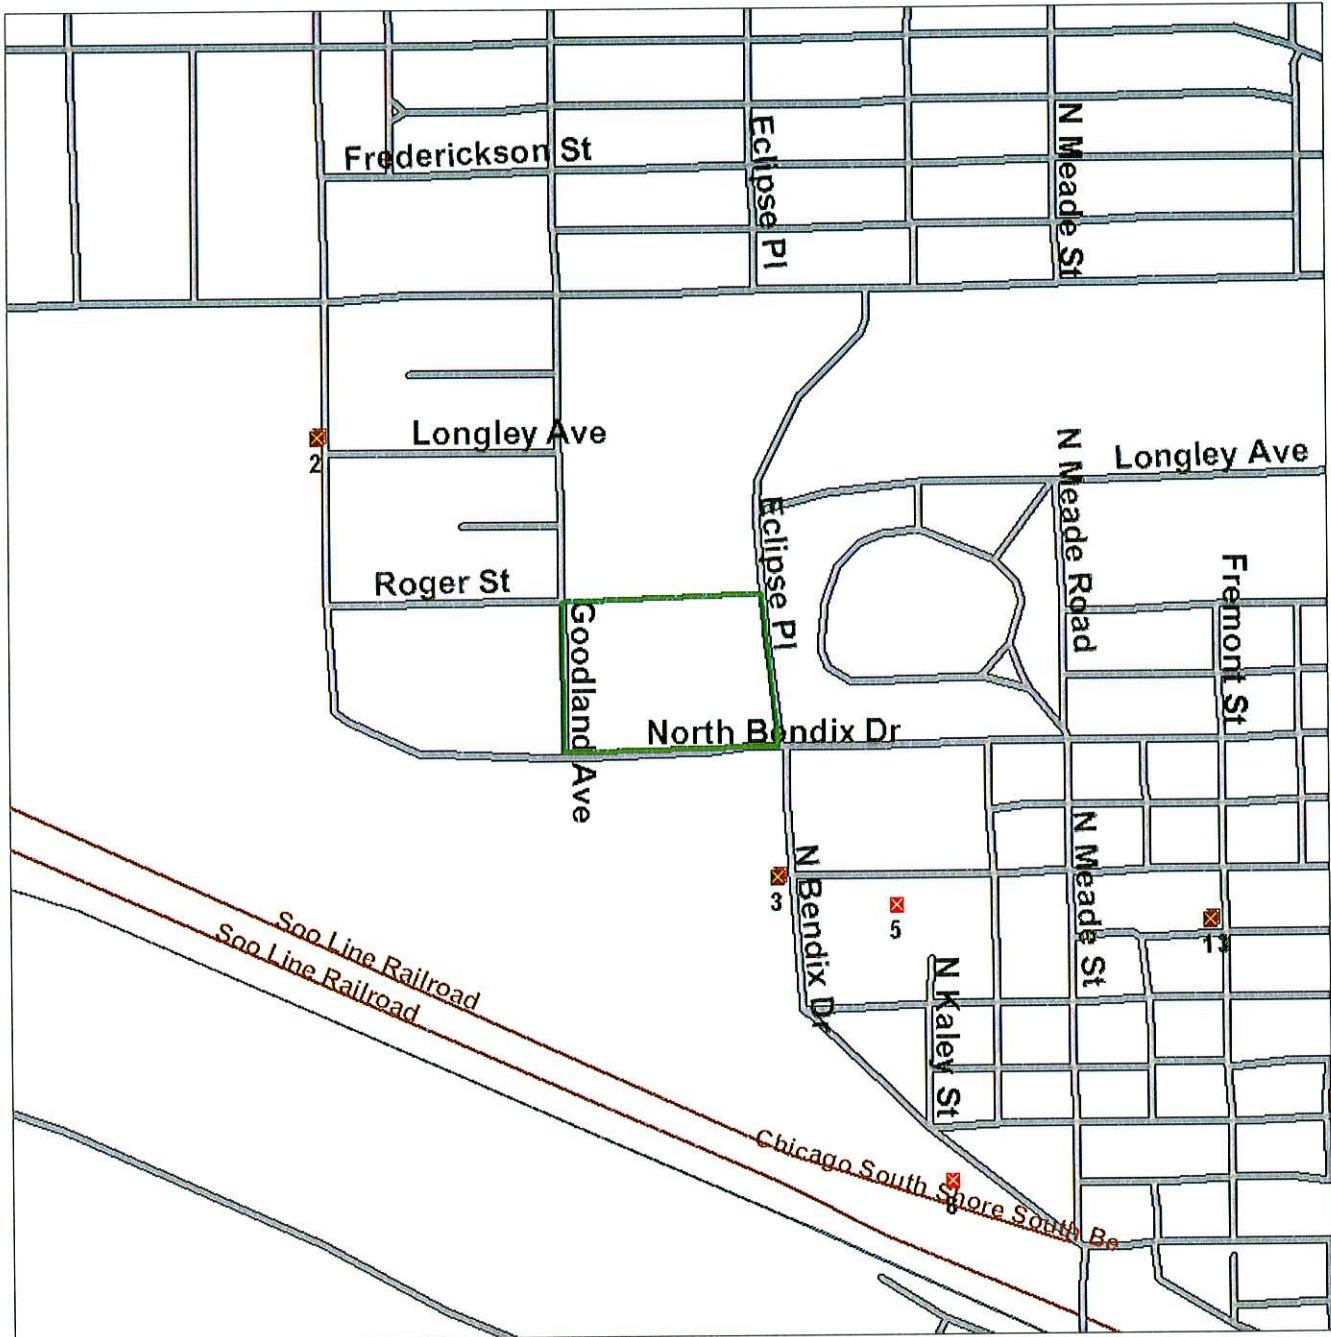 Frederickson St
Eclipse Pl
N Meade St
Longley Ave
2
N Meade Road
Longley Ave
Eclipse Pl
Fremont St
Roger St
Goodland Ave
North Bendix Dr
N Meade St
N Bendix Dr
3
5
N Kaley St
Soo Line Railroad
Soo Line Railroad
Chicago South Shore South Be
8